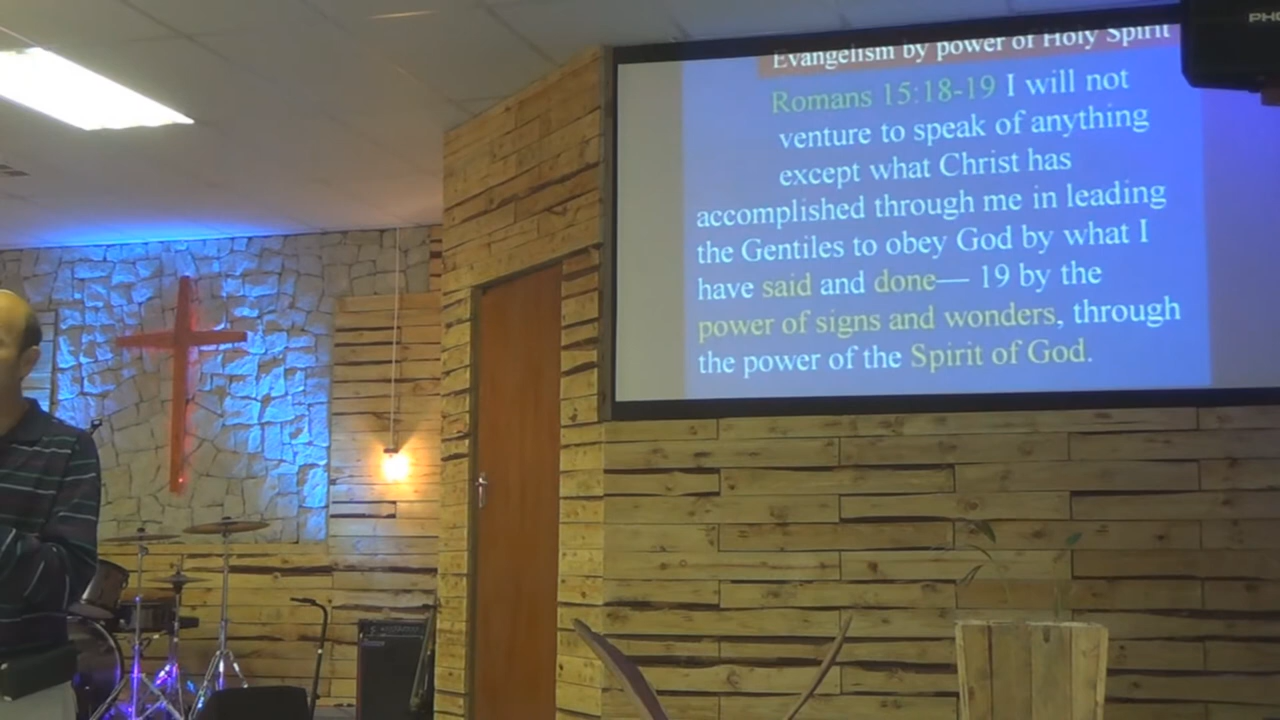 PHO
Evangelism by power of Holy Spirit
Romans 15:18-19 I will not
venture to speak of anything
except what Christ has
accomplished through me in leading
the Gentiles to obey God by what I
have said and done— 19 by the
power of signs and wonders, through
the power of the Spirit of God.